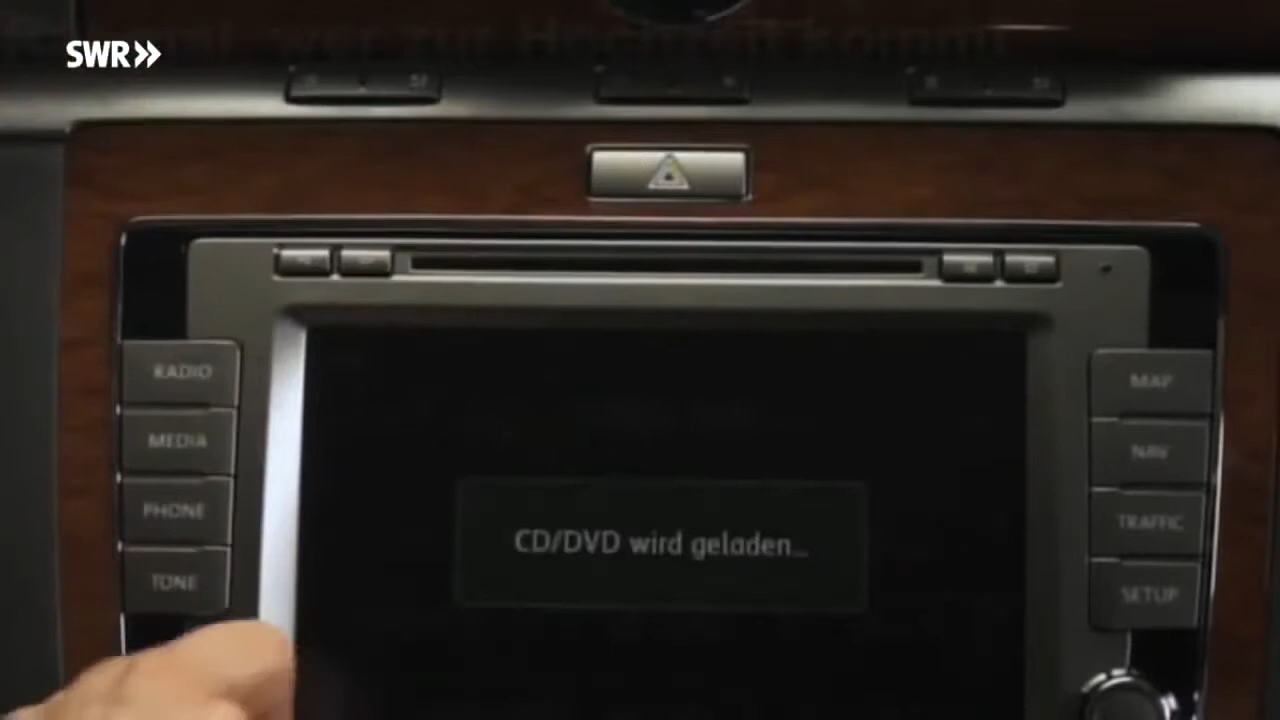 SWR
RADIO
MEDIA
PHONE
TONE
MAP
NAV
TRAFFIC
SETUP
CD/DVD wird geladen...